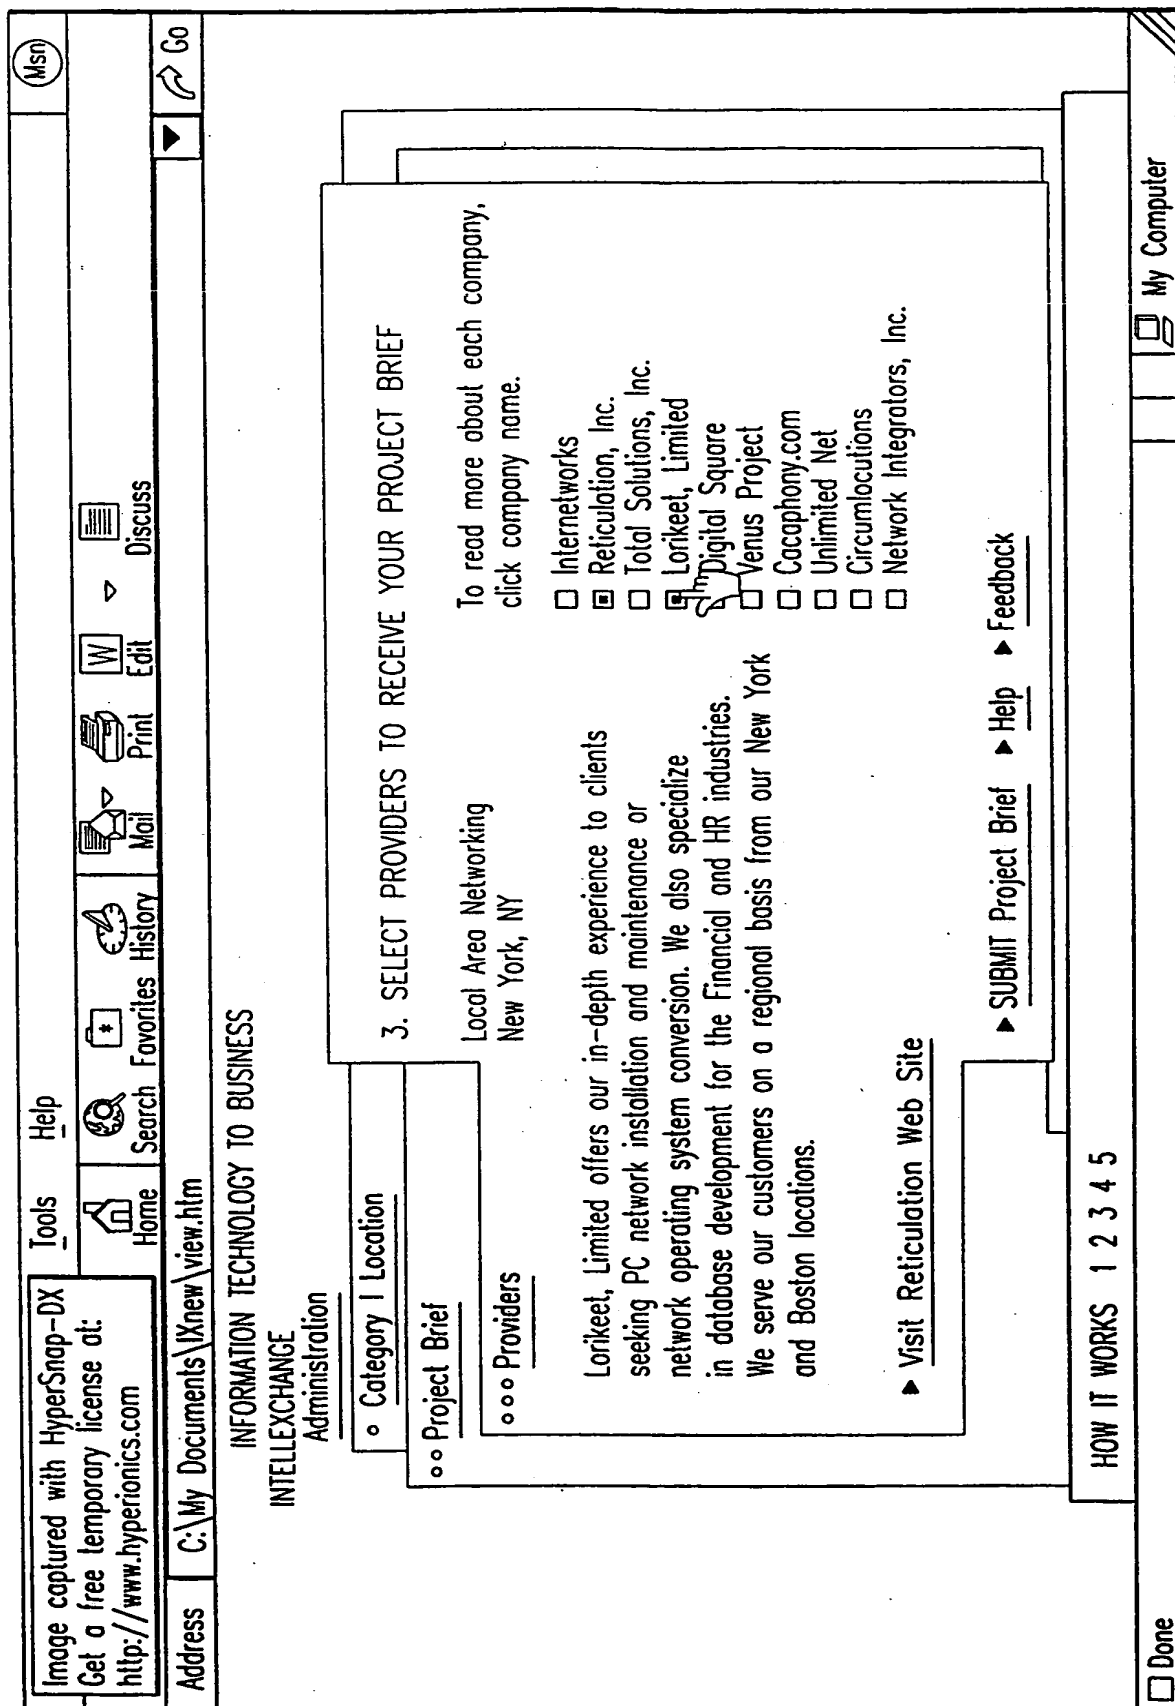 Image captured with HyperSnap-DX
Get a free temporary license at:
http://www.hyperionics.com
Tools Help
Msn
Home Search Favorites History Mail Print Edit Discuss
W
Address C:\My Documents\IXnew\view.htm Go
INFORMATION TECHNOLOGY TO BUSINESS
INTELLEXCHANGE
Administration
Category | Location
Project Brief
Providers
3. SELECT PROVIDERS TO RECEIVE YOUR PROJECT BRIEF
Local Area Networking
New York, NY
Lorikeet, Limited offers our in-depth experience to clients
seeking PC network installation and maintenance or
network operating system conversion. We also specialize
in database development for the Financial and HR industries.
We serve our customers on a regional basis from our New York
and Boston locations.
Visit Reticulation Web Site
To read more about each company,
click company name.
Internetworks
Reticulation, Inc.
Total Solutions, Inc.
Lorikeet, Limited
Digital Square
Venus Project
Cacaphony.com
Unlimited Net
Circumlocutions
Network Integrators, Inc.
SUBMIT Project Brief Help Feedback
HOW IT WORKS 1 2 3 4 5
Done My Computer